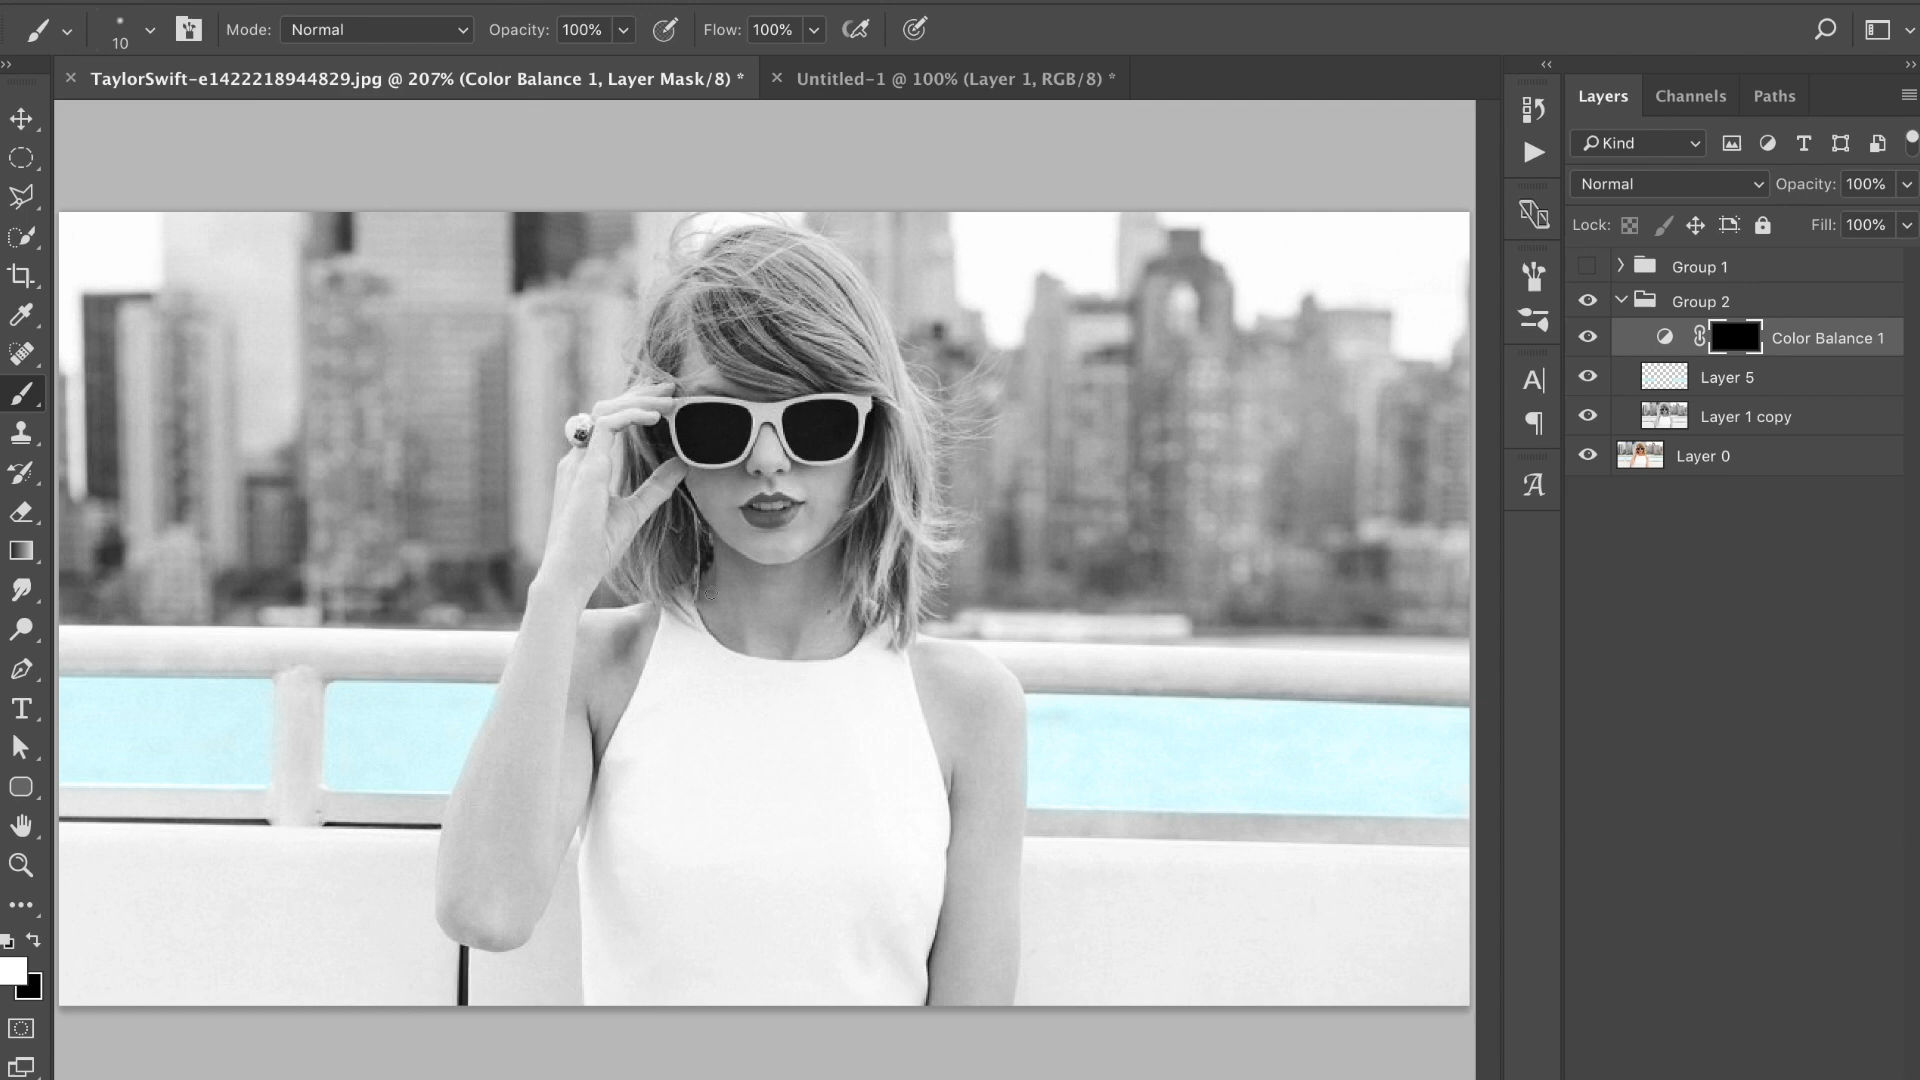 10
Mode: Normal Opacity: 100% Flow: 100%
TaylorSwift-e1422218944829.jpg @ 207% (Color Balance 1, Layer Mask/8) * Untitled-1 @ 100% (Layer 1, RGB/8) *
Layers Channels Paths
Kind
Normal Opacity: 100%
Lock: Fill: 100%
Group 1
Group 2
Color Balance 1
Layer 5
Layer 1 copy
Layer 0